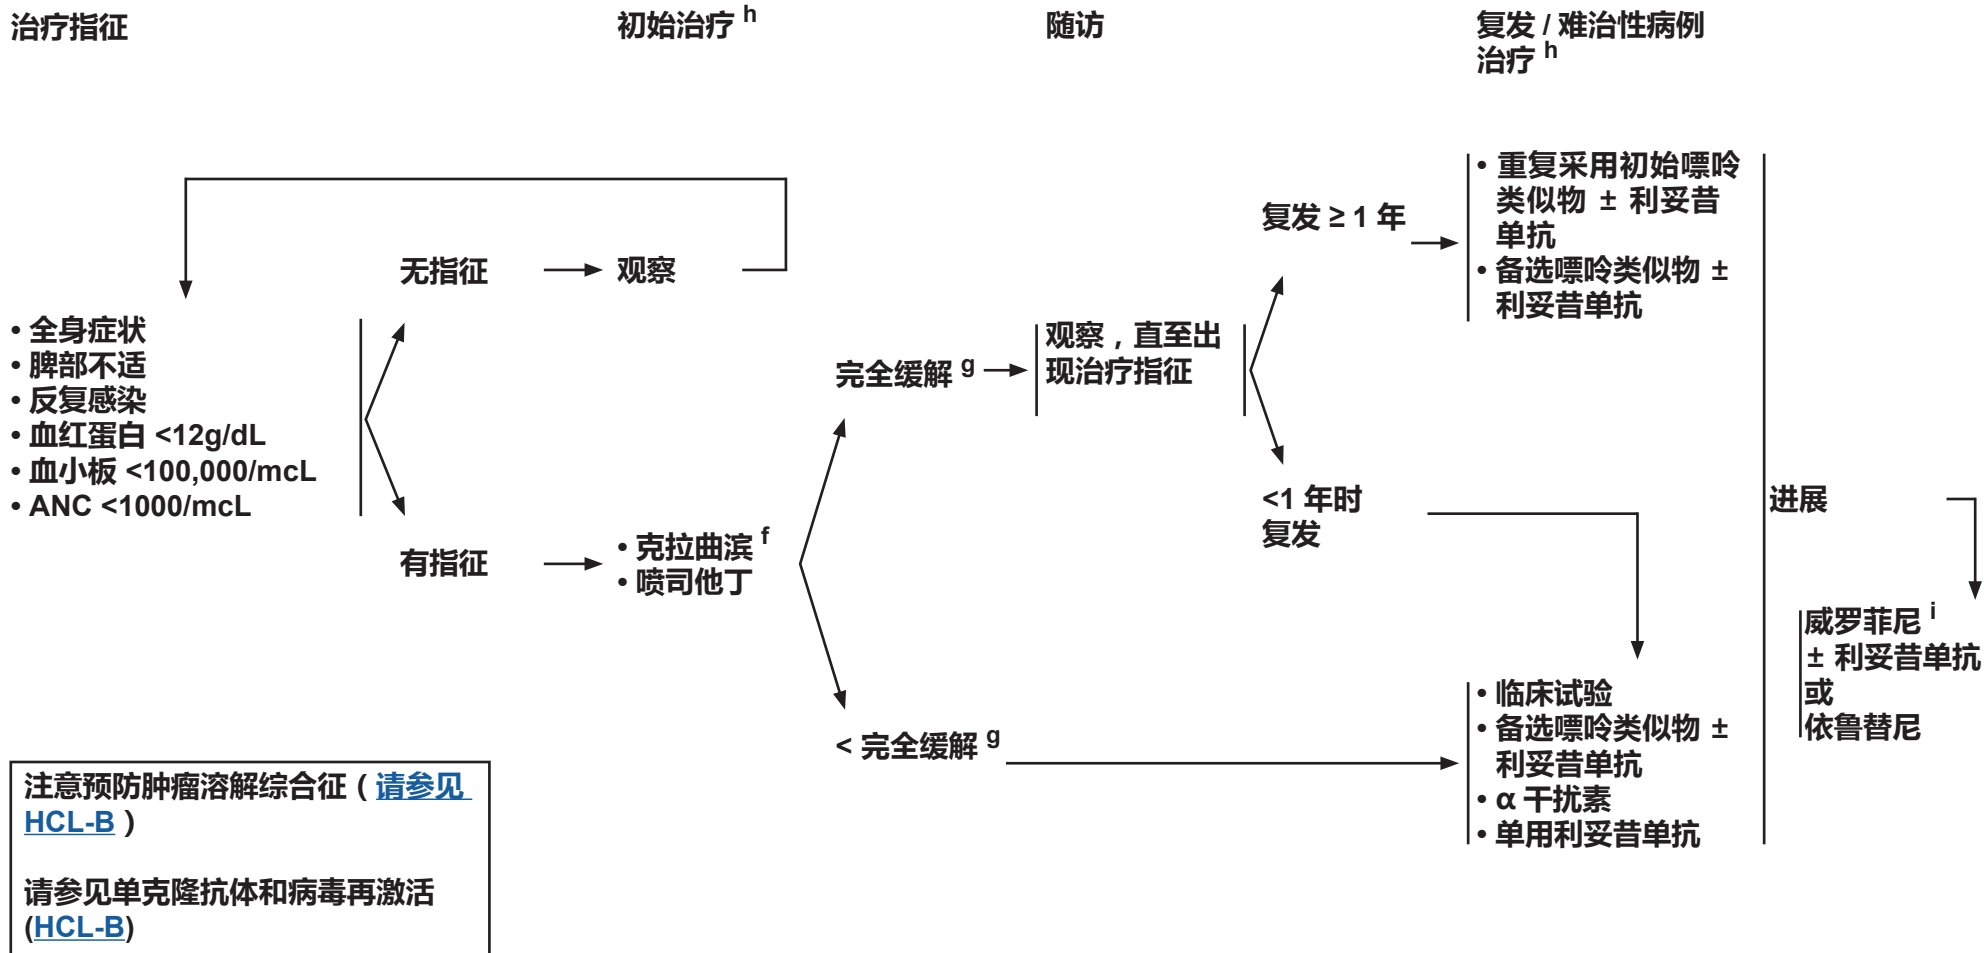 治疗指征
初始治疗 h
随访
复发 / 难治性病例
治疗 h
• 全身症状
• 脾部不适
• 反复感染
• 血红蛋白 <12g/dL
• 血小板 <100,000/mcL
• ANC <1000/mcL
无指征
观察
有指征
• 克拉曲滨 f
• 喷司他丁
完全缓解 g
< 完全缓解 g
观察，直至出
现治疗指征
复发 ≥ 1 年
<1 年时
复发
• 重复采用初始嘌呤
类似物 ± 利妥昔
单抗
• 备选嘌呤类似物 ±
利妥昔单抗
• 临床试验
• 备选嘌呤类似物 ±
利妥昔单抗
• α 干扰素
• 单用利妥昔单抗
进展
威罗菲尼 i
± 利妥昔单抗
或
依鲁替尼
注意预防肿瘤溶解综合征（请参见
HCL-B）
请参见单克隆抗体和病毒再激活
(HCL-B)